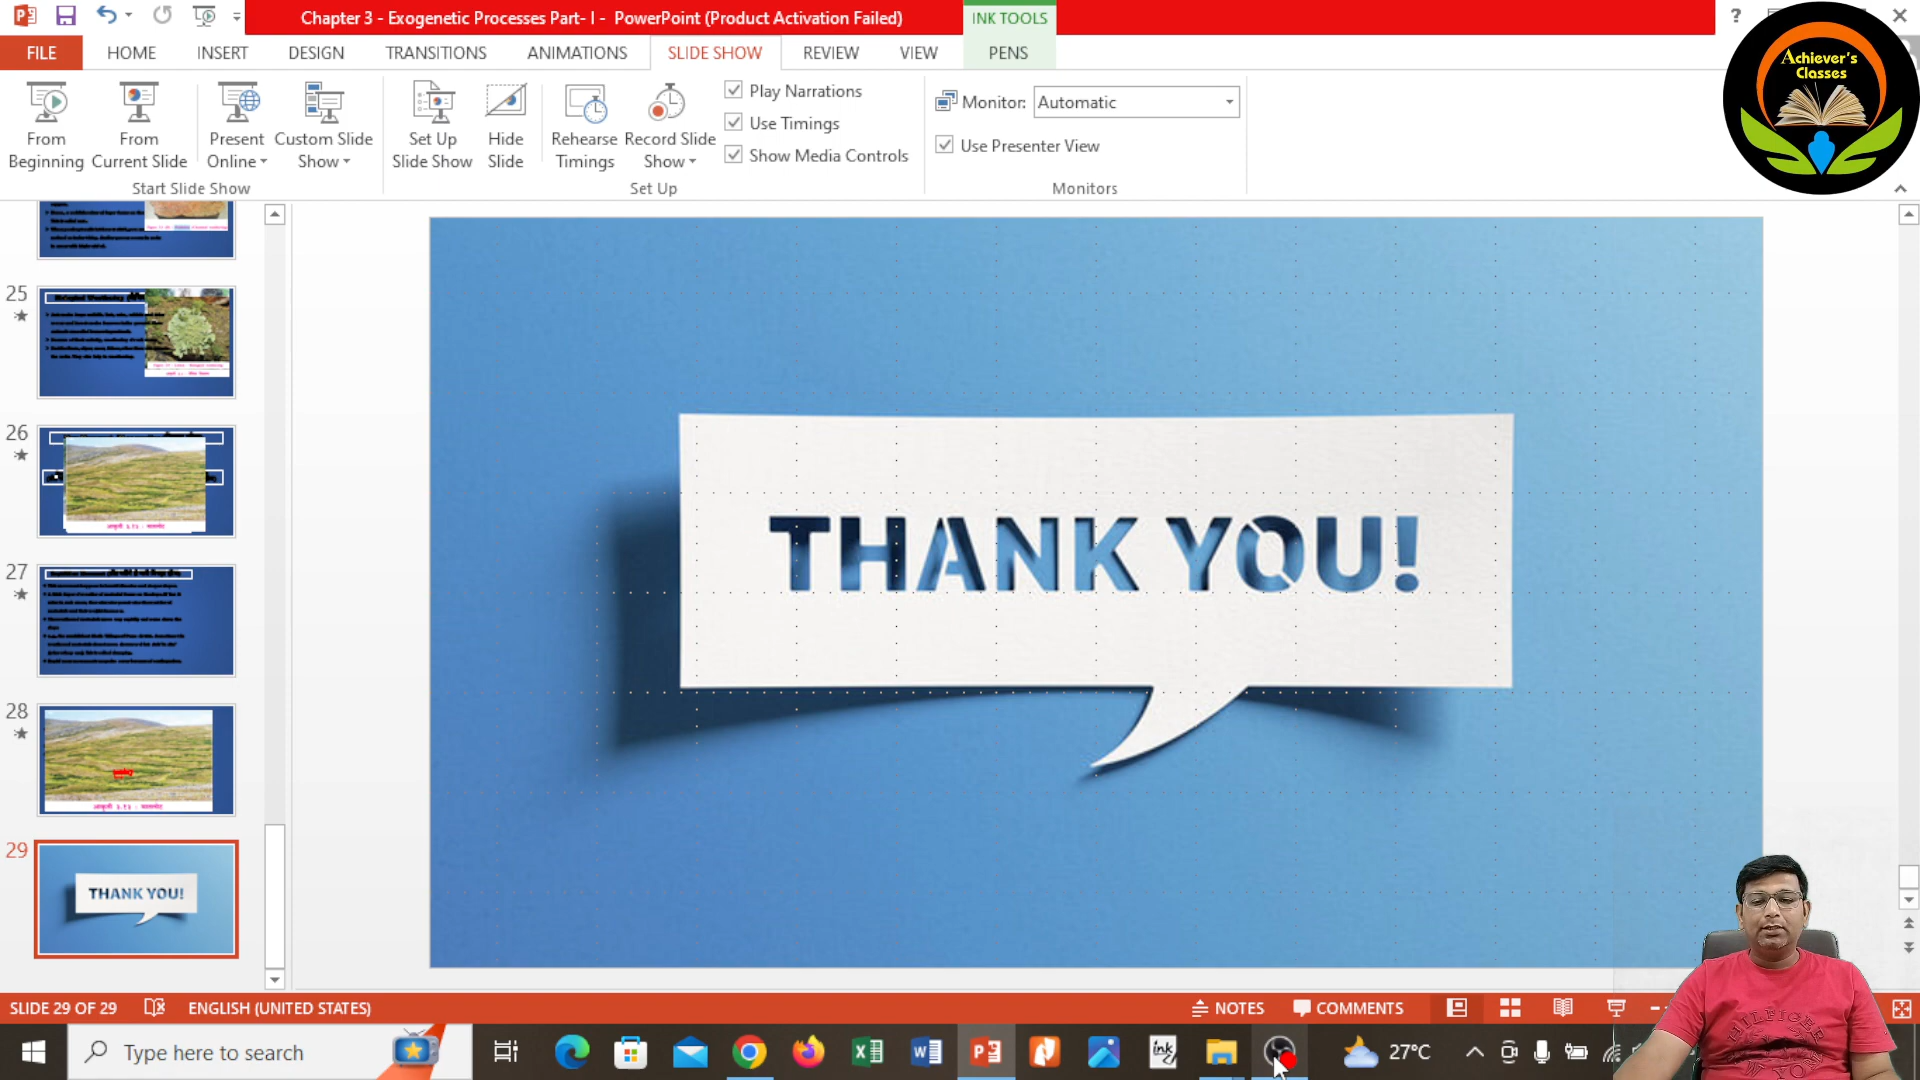 Chapter 3 - Exogenetic Processes Part- I - PowerPoint (Product Activation Failed)
INK TOOLS
?
FILE
HOME
INSERT
DESIGN
TRANSITIONS
ANIMATIONS
SLIDE SHOW
REVIEW
VIEW
PENS
Achiever's
Classes
From
Beginning
From
Current Slide
Present
Online
Custom Slide
Show
Set Up
Slide Show
Hide
Slide
Rehearse
Timings
Record Slide
Show
Play Narrations
Use Timings
Show Media Controls
Monitor: Automatic
Use Presenter View
Start Slide Show
Set Up
Monitors
25
26
27
28
29
THANK YOU!
THANK YOU!
SLIDE 29 OF 29
ENGLISH (UNITED STATES)
NOTES
COMMENTS
Type here to search
27°C
HILFIGER